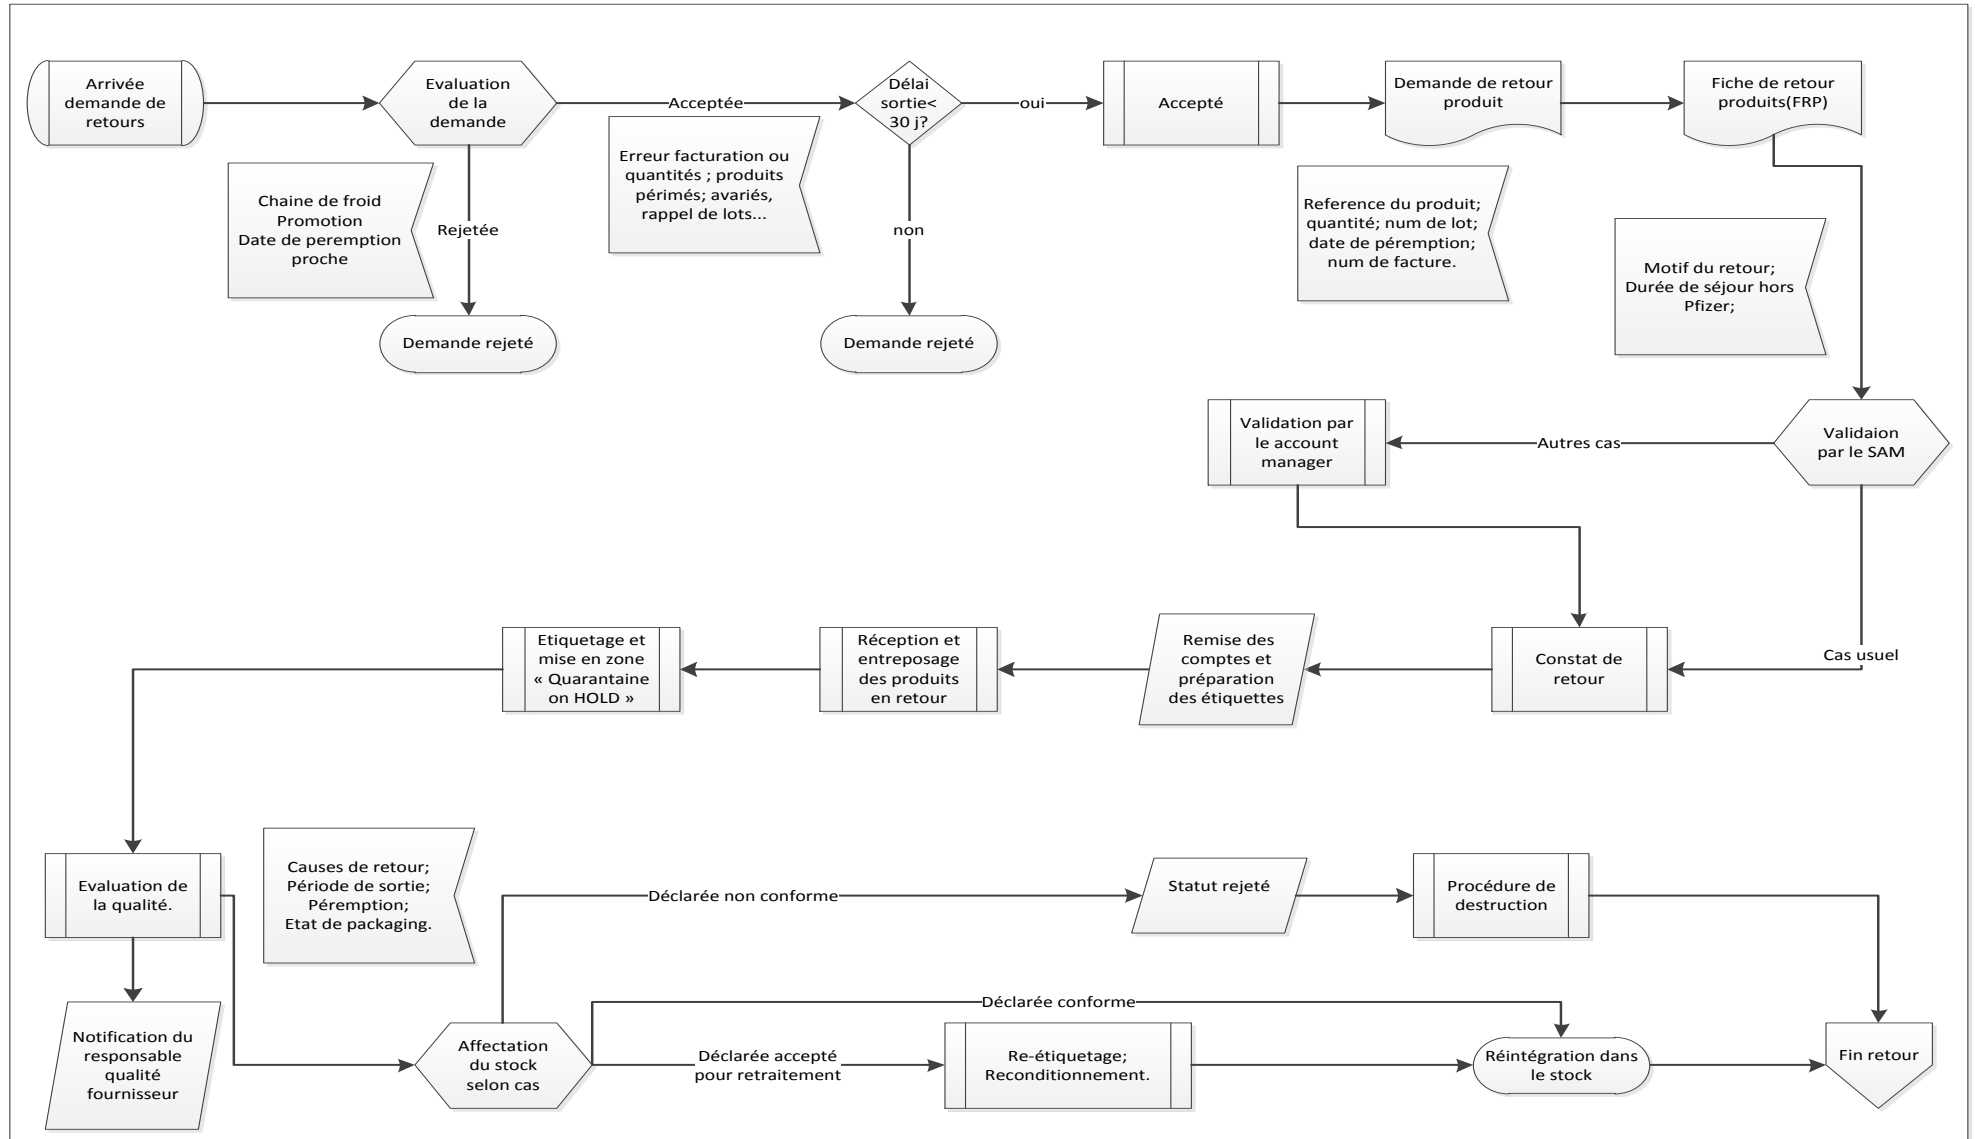 Arrivée
demande de
retours
Evaluation
de la
demande
Acceptée
Délai
sortie<
30 j?
oui
Accepté
Demande de retour
produit
Fiche de retour
produits(FRP)
Chaine de froid
Promotion
Date de peremption
proche
Rejetée
Erreur facturation ou
quantités ; produits
périmés; avariés,
rappel de lots...
non
Reference du produit;
quantité; num de lot;
date de péremption;
num de facture.
Motif du retour;
Durée de séjour hors
Pfizer;
Demande rejeté
Demande rejeté
Validation par
le account
manager
Autres cas
Validaion
par le SAM
Etiquetage et
mise en zone
« Quarantaine
on HOLD »
Réception et
entreposage
des produits
en retour
Remise des
comptes et
préparation
des étiquettes
Constat de
retour
Cas usuel
Evaluation de
la qualité.
Causes de retour;
Période de sortie;
Péremption;
Etat de packaging.
Déclarée non conforme
Statut rejeté
Procédure de
destruction
Notification du
responsable
qualité
fournisseur
Affectation
du stock
selon cas
Déclarée conforme
Déclarée accepté
pour retraitement
Re-étiquetage;
Reconditionnement.
Réintégration dans
le stock
Fin retour